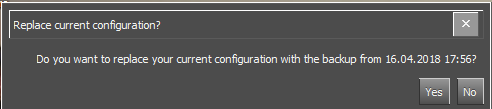 Replace current configuration?
Do you want to replace your current configuration with the backup from 16.04.2018 17:56?
Yes No